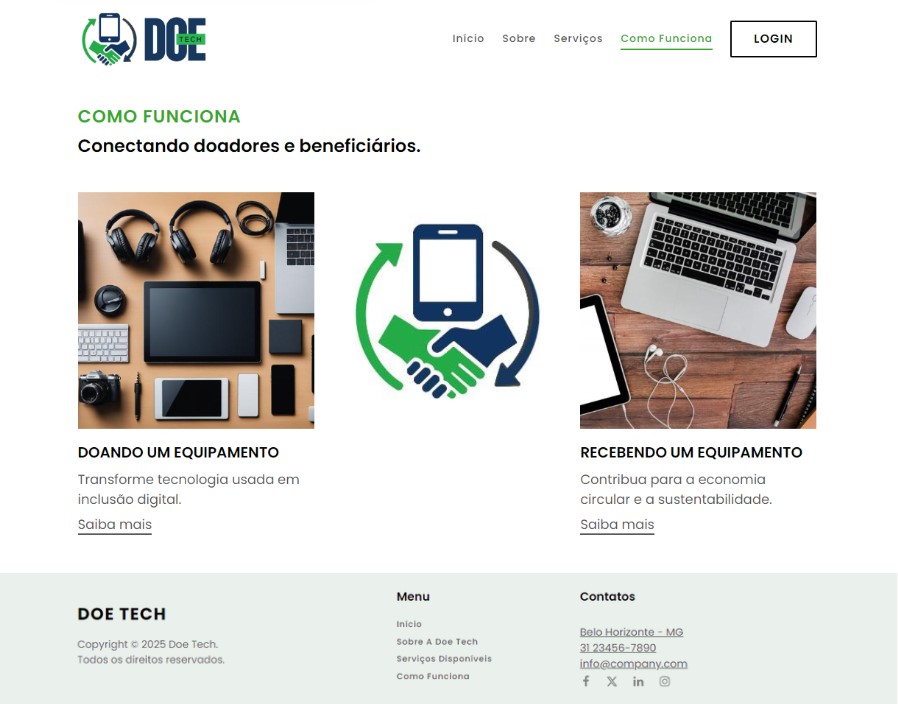 DOE
TECH
Início
Sobre
Serviços
Como Funciona
LOGIN
COMO FUNCIONA
Conectando doadores e beneficiários.
DOANDO UM EQUIPAMENTO
Transforme tecnologia usada em
inclusão digital.
Saiba mais
RECEBENDO UM EQUIPAMENTO
Contribua para a economia
circular e a sustentabilidade.
Saiba mais
DOE TECH
Copyright © 2025 Doe Tech.
Todos os direitos reservados.
Menu
Início
Sobre A Doe Tech
Serviços Disponíveis
Como Funciona
Contatos
Belo Horizonte - MG
31 23456-7890
info@company.com